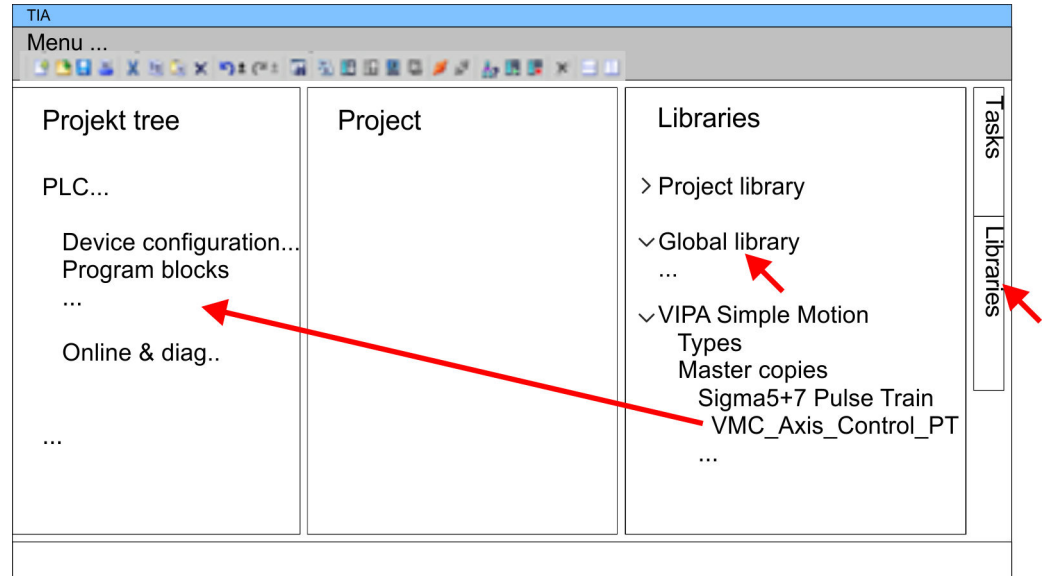 TIA
Menu ...
Projekt tree
PLC...
Device configuration...
Program blocks
...
Online & diag..
...
Project
Libraries
> Project library
Global library
...
VIPA Simple Motion
Types
Master copies
Sigma5+7 Pulse Train
VMC_Axis_Control_PT
...
Tasks
Libraries